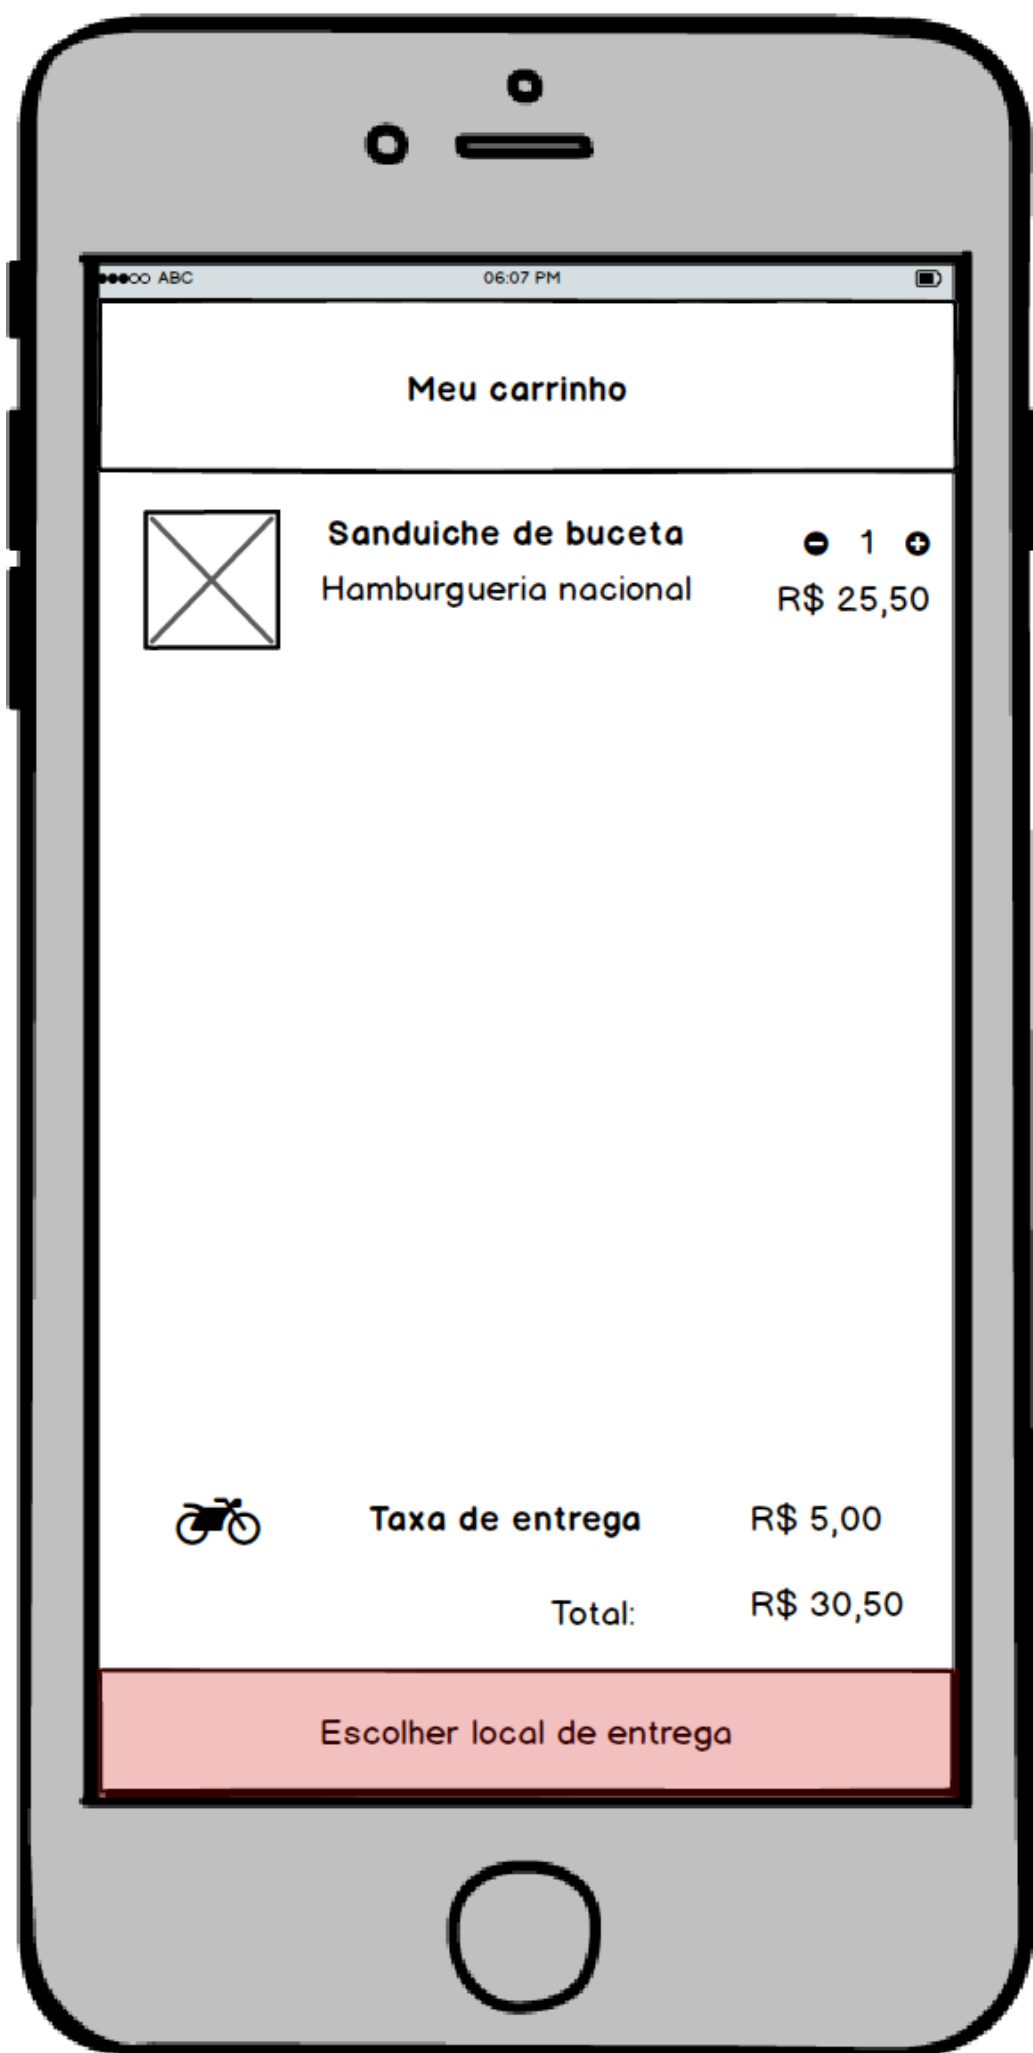 ABC 06:07 PM
Meu carrinho
Sanduiche de buceta
1
Hamburgueria nacional
R$ 25,50
Taxa de entrega
R$ 5,00
Total:
R$ 30,50
Escolher local de entrega